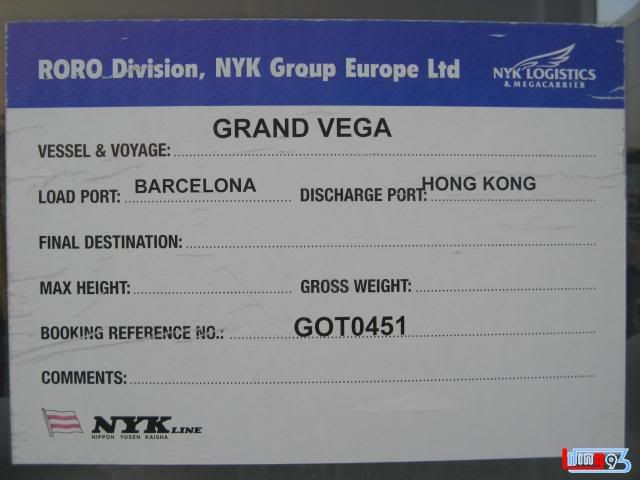 RORO Division, NYK Group Europe Ltd
NYK LOGISTICS
& MEGACARRIER
VESSEL & VOYAGE: GRAND VEGA
LOAD PORT: BARCELONA DISCHARGE PORT: HONG KONG
FINAL DESTINATION:
MAX HEIGHT: GROSS WEIGHT:
BOOKING REFERENCE NO.: GOT0451
COMMENTS:
NYK LINE
NIPPON YUSEN KAISHA